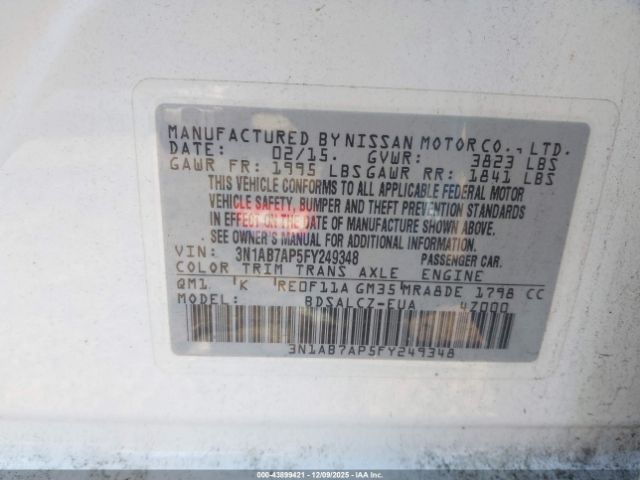 MANUFACTURED BY NISSAN MOTOR CO., LTD.
DATE: 02/15. GVWR: 3823 LBS
GAWR FR: 1995 LBS GAWR RR: 1841 LBS
THIS VEHICLE CONFORMS TO ALL APPLICABLE FEDERAL MOTOR
VEHICLE SAFETY, BUMPER AND THEFT PREVENTION STANDARDS
IN EFFECT ON THE DATE OF MANUFACTURE SHOWN ABOVE.
SEE OWNER'S MANUAL FOR ADDITIONAL INFORMATION.
VIN: 3N1AB7AP5FY249348 PASSENGER CAR.
COLOR TRIM TRANS AXLE ENGINE
QM1 K RE0F11A GM35 MRA8DE 1798 CC
MODEL: BDSALCZ-EUA 4Z000
3N1AB7AP5FY249348
000-43899421 - 12/09/2025 - IAAI.COM